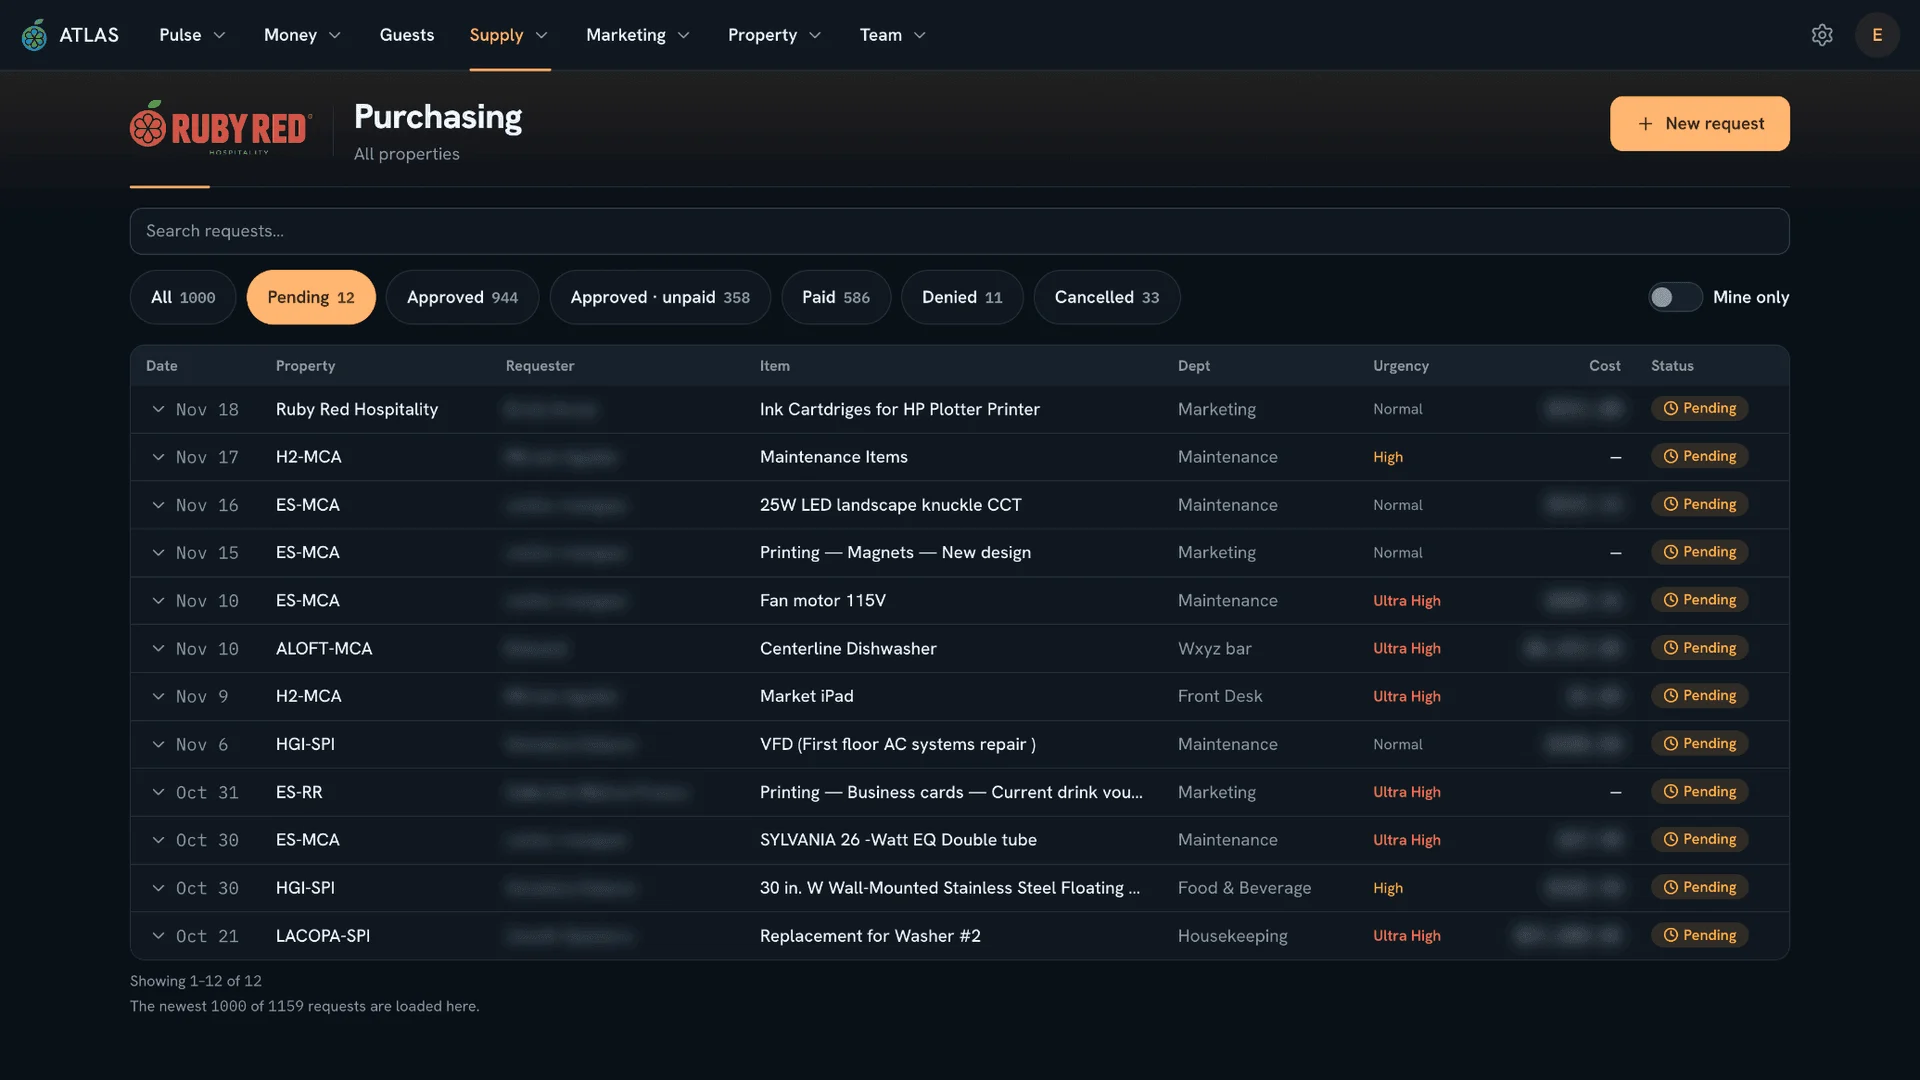 ATLAS Pulse Money Guests Supply Marketing Property Team E
RUBY RED
HOSPITALITY
Purchasing
All properties
+ New request
Search requests...
All 1000 Pending 12 Approved 944 Approved · unpaid 358 Paid 586 Denied 11 Cancelled 33 Mine only
Date Property Requester Item Dept Urgency Cost Status
Nov 18 Ruby Red Hospitality Ink Cartdriges for HP Plotter Printer Marketing Normal Pending
Nov 17 H2-MCA Maintenance Items Maintenance High — Pending
Nov 16 ES-MCA 25W LED landscape knuckle CCT Maintenance Normal Pending
Nov 15 ES-MCA Printing — Magnets — New design Marketing Normal — Pending
Nov 10 ES-MCA Fan motor 115V Maintenance Ultra High Pending
Nov 10 ALOFT-MCA Centerline Dishwasher Wxyz bar Ultra High Pending
Nov 9 H2-MCA Market iPad Front Desk Ultra High Pending
Nov 6 HGI-SPI VFD (First floor AC systems repair ) Maintenance Normal Pending
Oct 31 ES-RR Printing — Business cards — Current drink vou... Marketing Ultra High — Pending
Oct 30 ES-MCA SYLVANIA 26 -Watt EQ Double tube Maintenance Ultra High Pending
Oct 30 HGI-SPI 30 in. W Wall-Mounted Stainless Steel Floating ... Food & Beverage High Pending
Oct 21 LACOPA-SPI Replacement for Washer #2 Housekeeping Ultra High Pending
Showing 1–12 of 12
The newest 1000 of 1159 requests are loaded here.